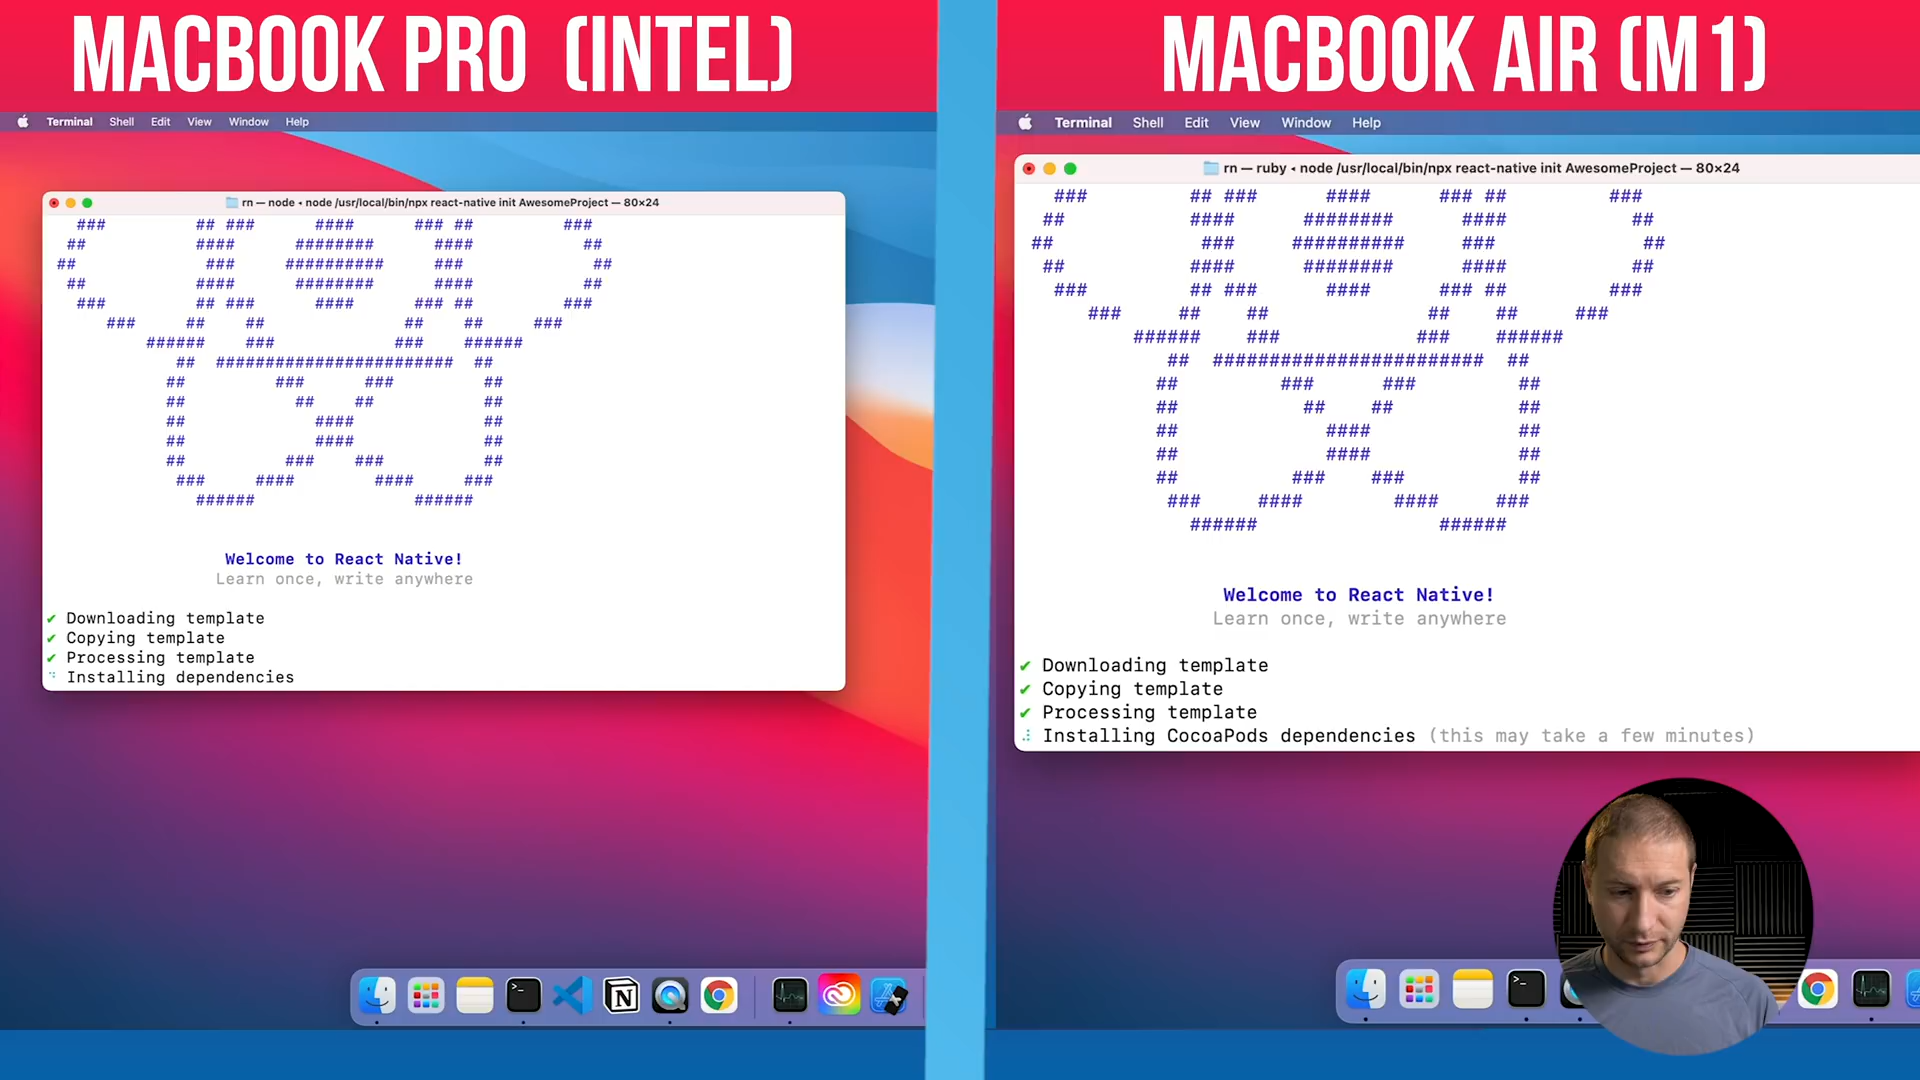 MACBOOK PRO (INTEL)
Terminal Shell Edit View Window Help
rn — node ◂ node /usr/local/bin/npx react-native init AwesomeProject — 80×24
### ## ### #### ### ## ###
## #### ######## #### ##
## ### ########## ### ##
## #### ######## #### ##
### ## ### #### ### ## ###
### ## ## ## ## ###
###### ### ### ######
## ######################## ##
## ### ### ##
## ## ## ##
## #### ##
## #### ##
## ### ### ##
### #### #### ###
###### ######
Welcome to React Native!
Learn once, write anywhere
✔ Downloading template
✔ Copying template
✔ Processing template
Installing dependencies
N
MACBOOK AIR (M1)
Terminal Shell Edit View Window Help
rn — ruby ◂ node /usr/local/bin/npx react-native init AwesomeProject — 80×24
### ## ### #### ### ## ###
## #### ######## #### ##
## ### ########## ### ##
## #### ######## #### ##
### ## ### #### ### ## ###
### ## ## ## ## ###
###### ### ### ######
## ######################## ##
## ### ### ##
## ## ## ##
## #### ##
## #### ##
## ### ### ##
### #### #### ###
###### ######
Welcome to React Native!
Learn once, write anywhere
✔ Downloading template
✔ Copying template
✔ Processing template
Installing CocoaPods dependencies (this may take a few minutes)